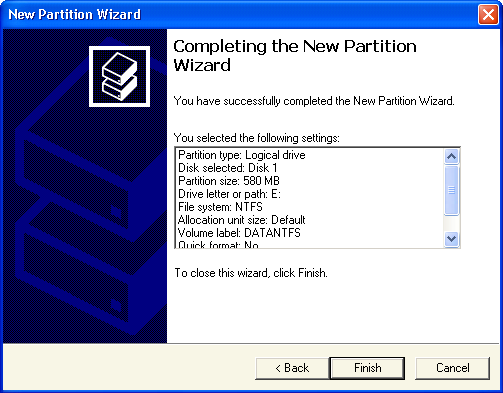 New Partition Wizard
Completing the New Partition
Wizard
You have successfully completed the New Partition Wizard.
You selected the following settings:
Partition type: Logical drive
Disk selected: Disk 1
Partition size: 580 MB
Drive letter or path: E:
File system: NTFS
Allocation unit size: Default
Volume label: DATANTFS
Quick format: No
To close this wizard, click Finish.
< Back
Finish
Cancel